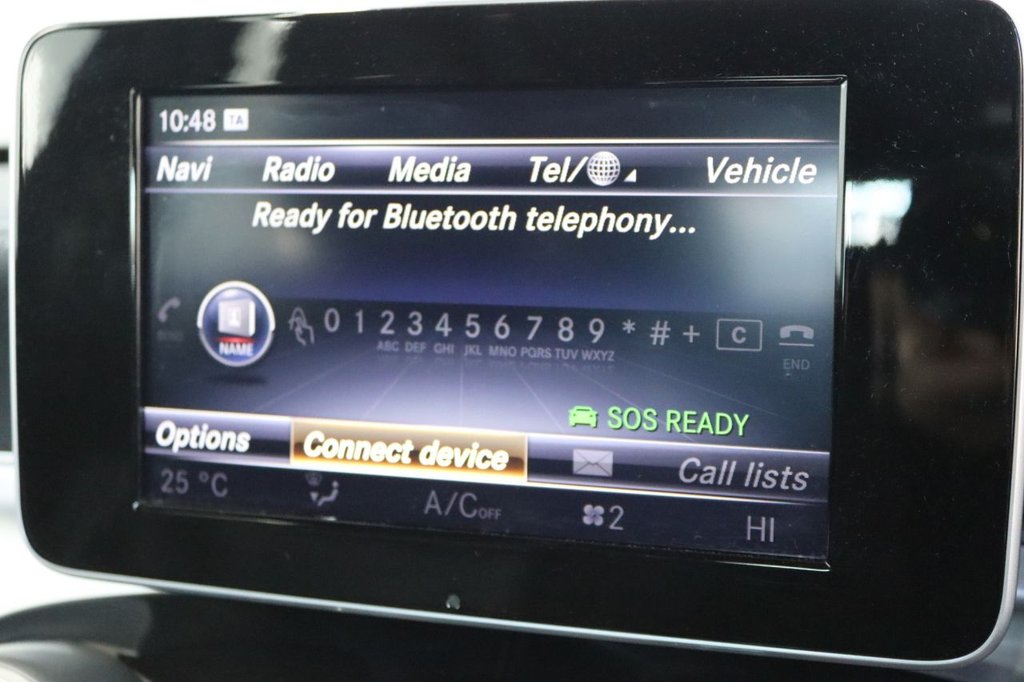 10:48 TA
Navi Radio Media Tel/ Vehicle
Ready for Bluetooth telephony...
NAME 0 1 2 3 4 5 6 7 8 9 * # + C
ABC DEF GHI JKL MNO PQRS TUV WXYZ
END
SOS READY
Options Connect device Call lists
25 °C A/C OFF 2 HI